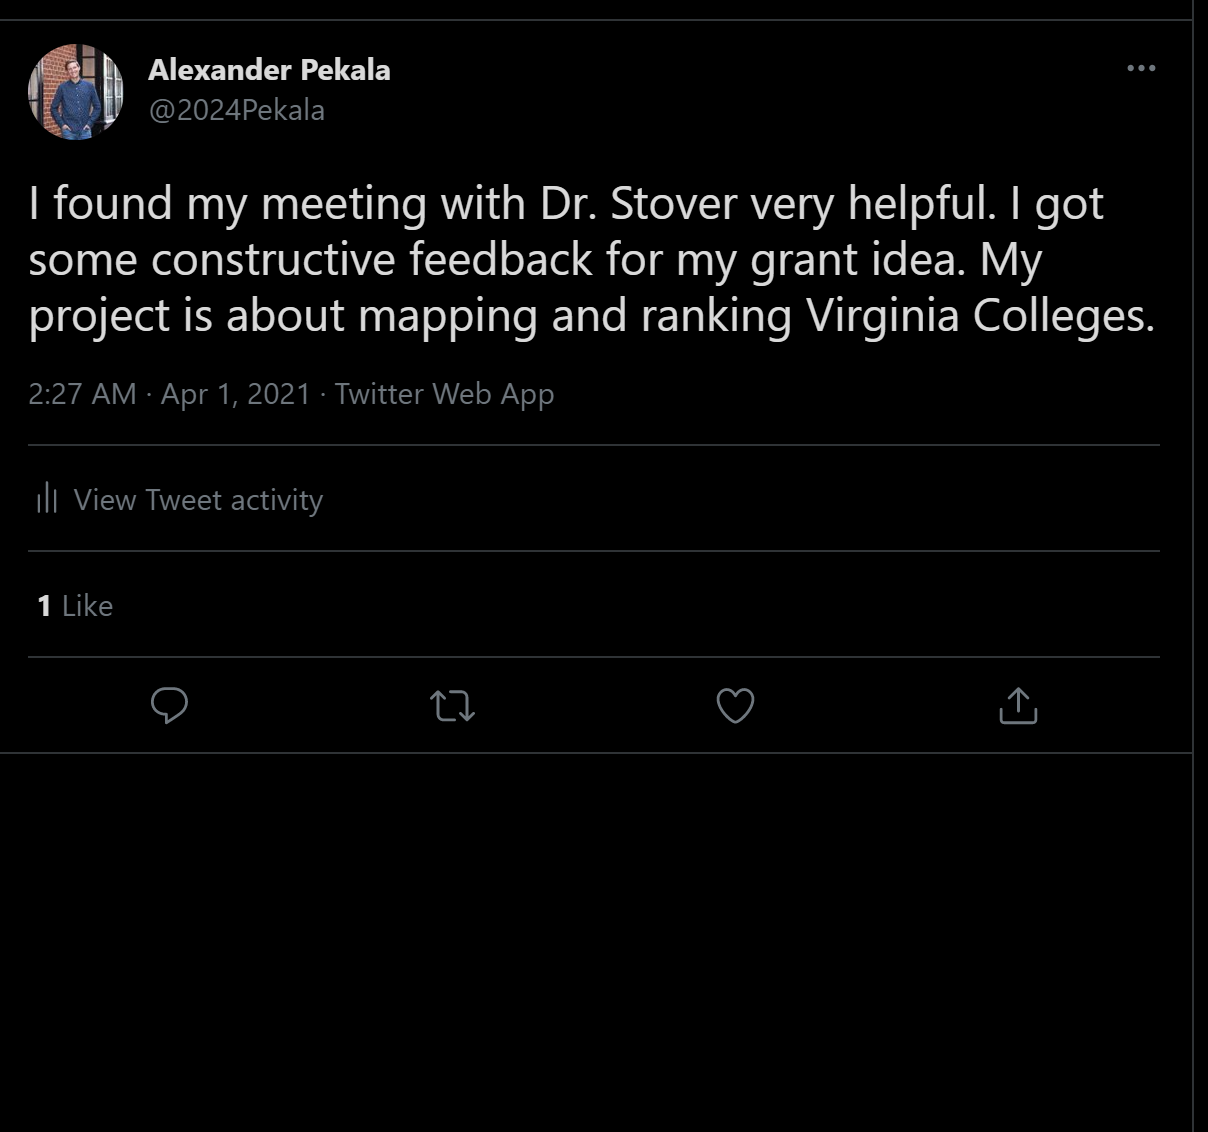 Alexander Pekala
@2024Pekala
I found my meeting with Dr. Stover very helpful. I got
some constructive feedback for my grant idea. My
project is about mapping and ranking Virginia Colleges.
2:27 AM · Apr 1, 2021 · Twitter Web App
View Tweet activity
1 Like